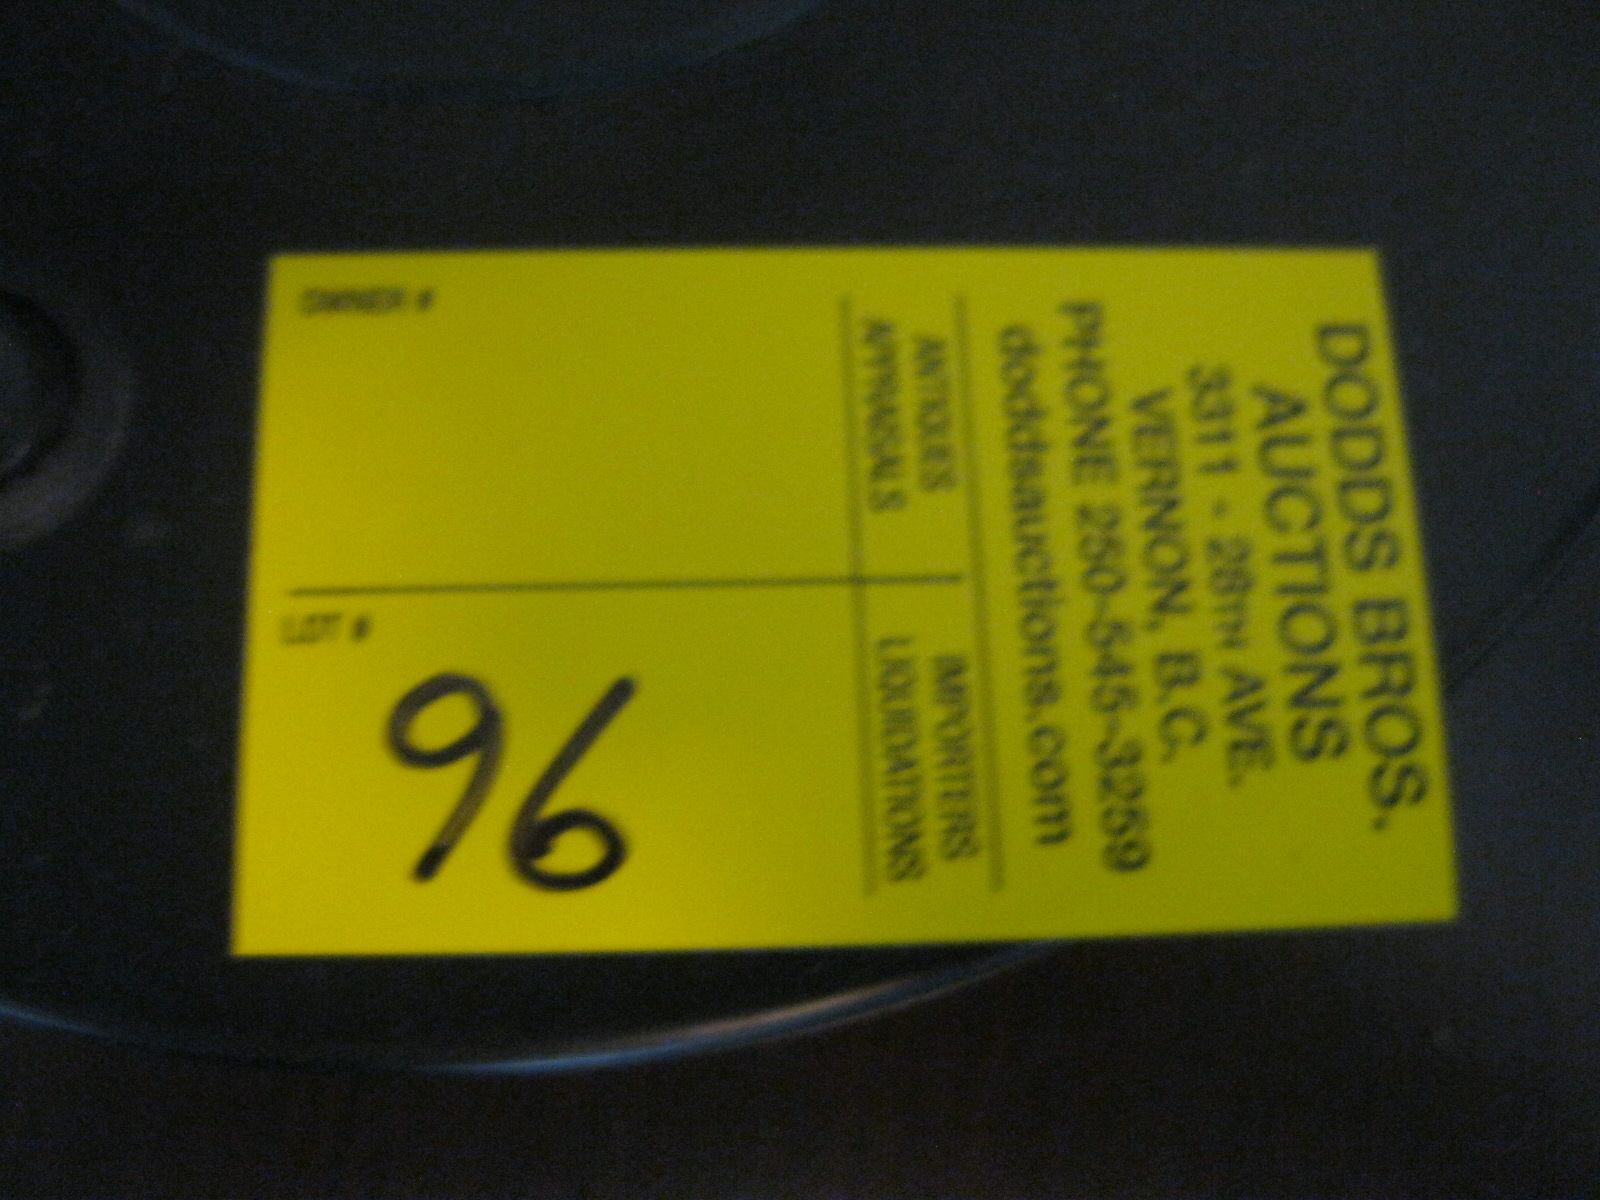 DODDS BROS.
AUCTIONS
3311 - 28TH AVE.
VERNON, B.C.
PHONE 250-545-3259
doddsauctions.com
ANTIQUES IMPORTERS
APPRAISALS LIQUIDATIONS
OWNER #
LOT #
96